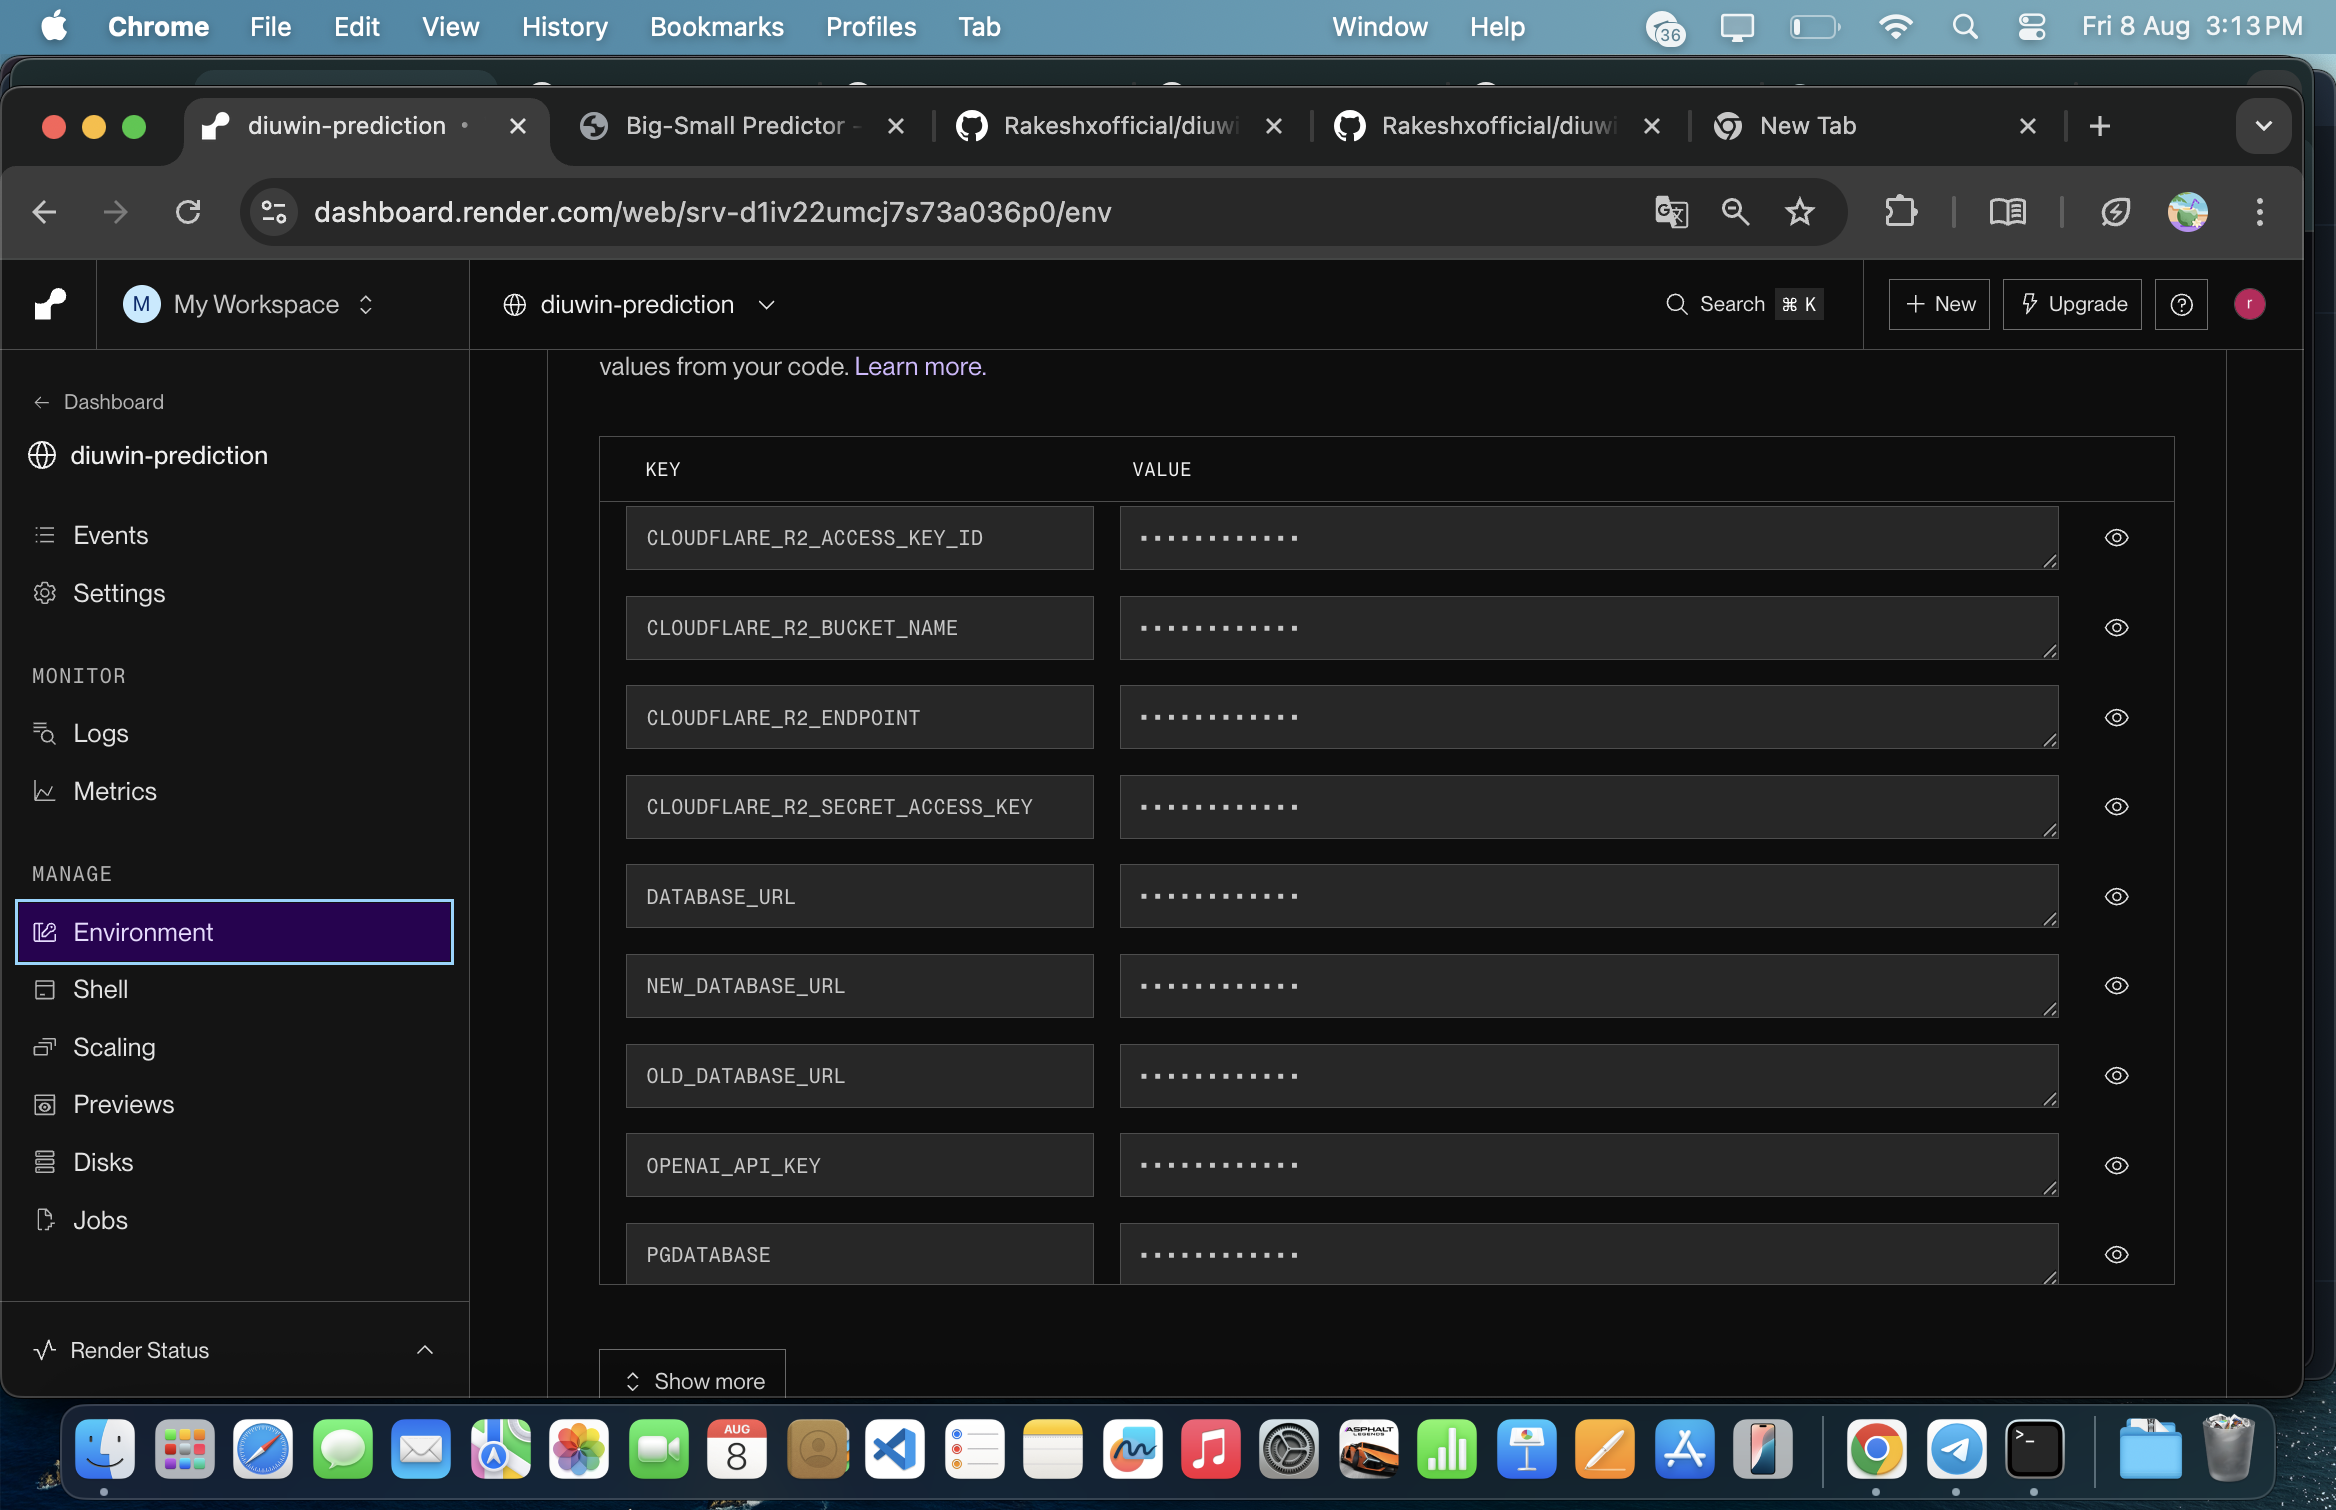 Chrome File Edit View History Bookmarks Profiles Tab Window Help 36 Fri 8 Aug 3:13 PM
diuwin-prediction • Big-Small Predictor - Rakeshxofficial/diuwi Rakeshxofficial/diuwi New Tab
dashboard.render.com/web/srv-d1iv22umcj7s73a036p0/env
M My Workspace diuwin-prediction Search ⌘ K + New Upgrade r
values from your code. Learn more.
← Dashboard
diuwin-prediction
Events
Settings
MONITOR
Logs
Metrics
MANAGE
Environment
Shell
Scaling
Previews
Disks
Jobs
Render Status
KEY VALUE
CLOUDFLARE_R2_ACCESS_KEY_ID ············
CLOUDFLARE_R2_BUCKET_NAME ············
CLOUDFLARE_R2_ENDPOINT ············
CLOUDFLARE_R2_SECRET_ACCESS_KEY ············
DATABASE_URL ············
NEW_DATABASE_URL ············
OLD_DATABASE_URL ············
OPENAI_API_KEY ············
PGDATABASE ············
Show more
AUG
8
ASPHALT
LEGENDS